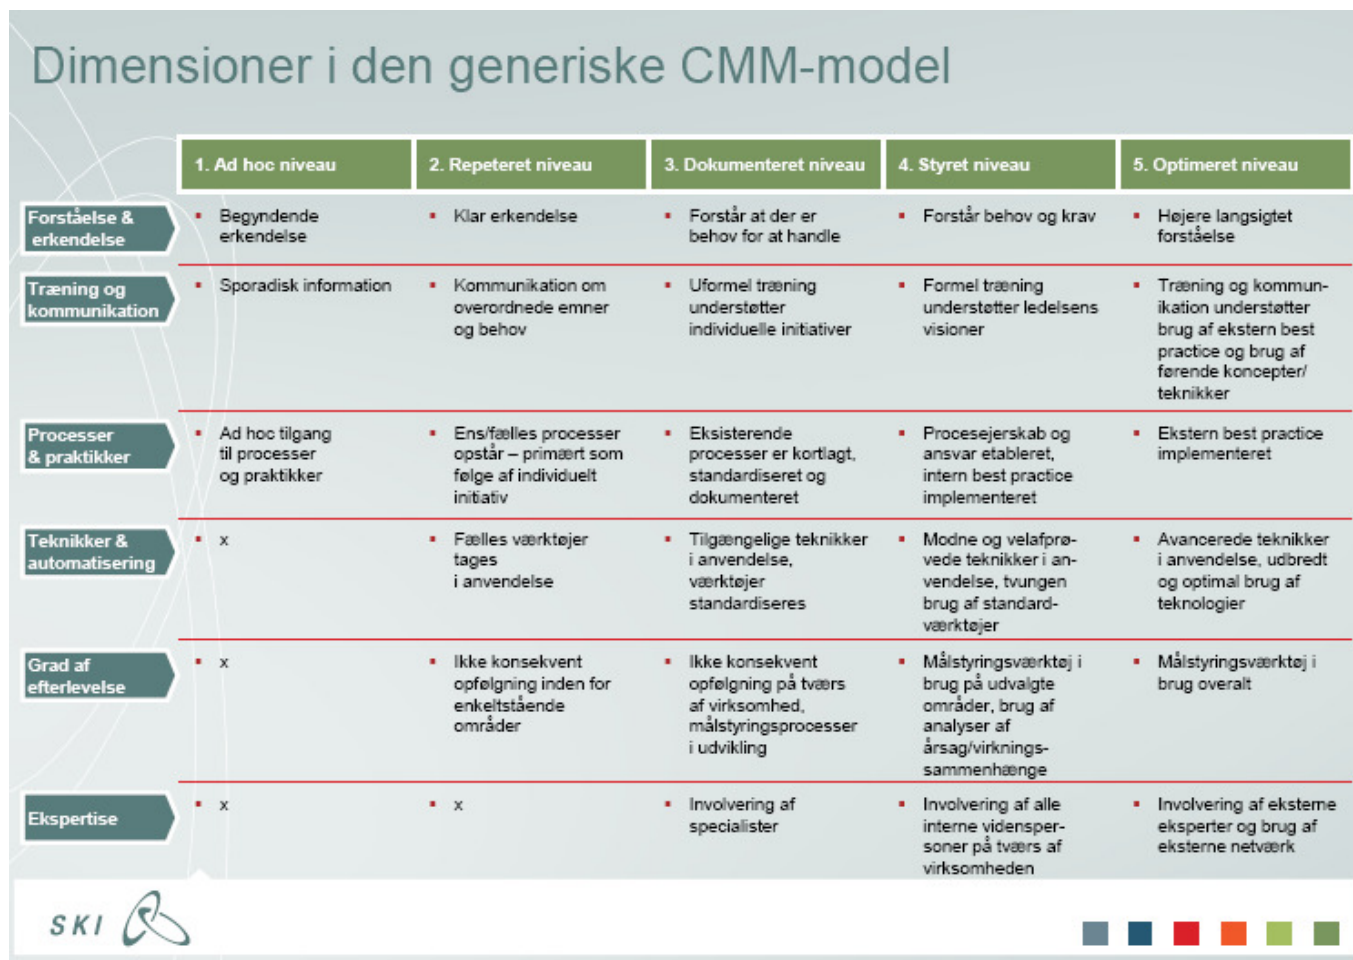 Dimensioner i den generiske CMM-model
1. Ad hoc niveau
2. Repeteret niveau
3. Dokumenteret niveau
4. Styret niveau
5. Optimeret niveau
Forståelse &
erkendelse
▪ Begyndende
erkendelse
▪ Klar erkendelse
▪ Forstår at der er
behov for at handle
▪ Forstår behov og krav
▪ Højere langsigtet
forståelse
Træning og
kommunikation
▪ Sporadisk information
▪ Kommunikation om
overordnede emner
og behov
▪ Uformel træning
understøtter
individuelle initiativer
▪ Formel træning
understøtter ledelsens
visioner
▪ Træning og kommun-
ikation understøtter
brug af ekstern best
practice og brug af
førende koncepter/
teknikker
Processer
& praktikker
▪ Ad hoc tilgang
til processer
og praktikker
▪ Ens/fælles processer
opstår – primært som
følge af individuelt
initiativ
▪ Eksisterende
processer er kortlagt,
standardiseret og
dokumenteret
▪ Procesejerskab og
ansvar etableret,
intern best practice
implementeret
▪ Ekstern best practice
implementeret
Teknikker &
automatisering
▪ x
▪ Fælles værktøjer
tages
i anvendelse
▪ Tilgængelige teknikker
i anvendelse,
værktøjer
standardiseres
▪ Modne og velafprø-
vede teknikker i an-
vendelse, tvungen
brug af standard-
værktøjer
▪ Avancerede teknikker
i anvendelse, udbredt
og optimal brug af
teknologier
Grad af
efterlevelse
▪ x
▪ Ikke konsekvent
opfølgning inden for
enkeltstående
områder
▪ Ikke konsekvent
opfølgning på tværs
af virksomhed,
målstyringsprocesser
i udvikling
▪ Målstyringsværktøj i
brug på udvalgte
områder, brug af
analyser af
årsag/virknings-
sammenhænge
▪ Målstyringsværktøj i
brug overalt
Ekspertise
▪ x
▪ x
▪ Involvering af
specialister
▪ Involvering af alle
interne vidensper-
soner på tværs af
virksomheden
▪ Involvering af eksterne
eksperter og brug af
eksterne netværk
SKI